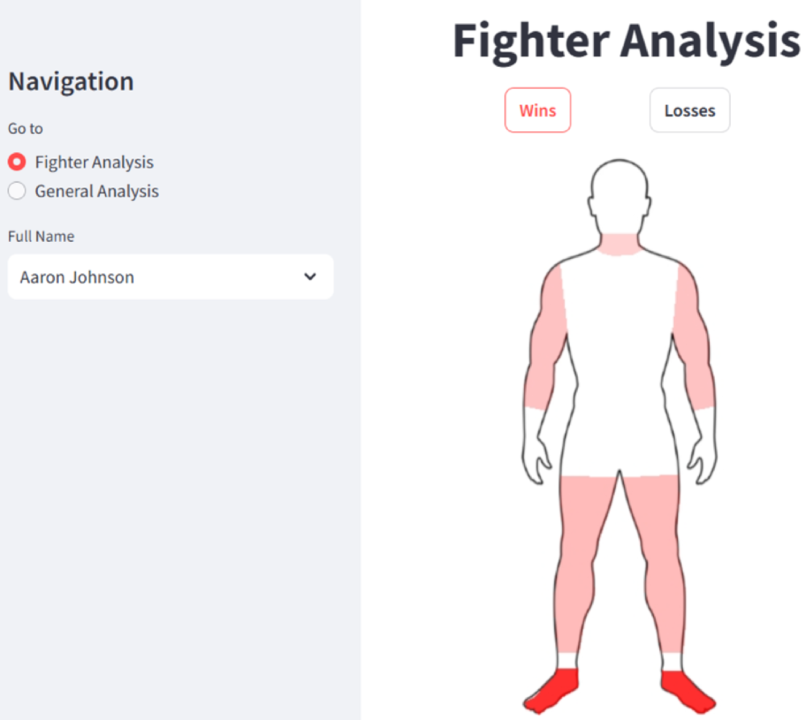 Fighter Analysis
Navigation
Wins
Losses
Go to
Fighter Analysis
General Analysis
Full Name
Aaron Johnson